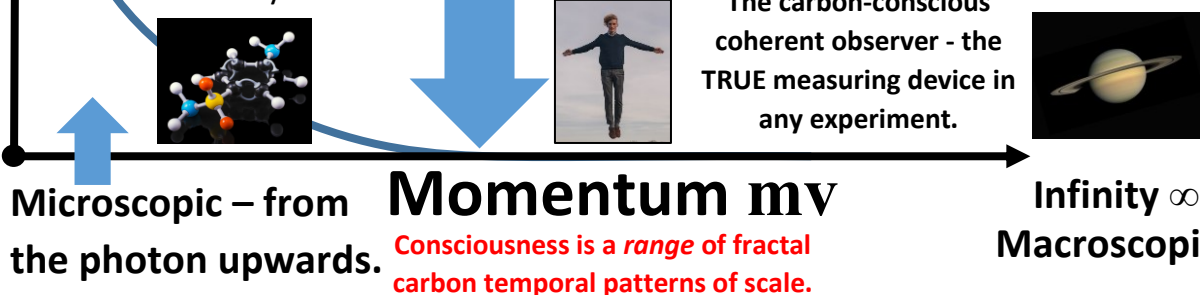 The carbon-conscious
coherent observer - the
TRUE measuring device in
any experiment.
Microscopic – from
the photon upwards.
Momentum mv
Consciousness is a range of fractal
carbon temporal patterns of scale.
Infinity ∞
Macroscopi